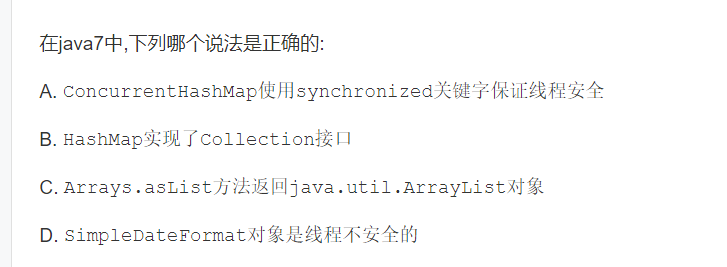 在java7中,下列哪个说法是正确的:
A. ConcurrentHashMap使用synchronized关键字保证线程安全
B. HashMap实现了Collection接口
C. Arrays.asList方法返回java.util.ArrayList对象
D. SimpleDateFormat对象是线程不安全的